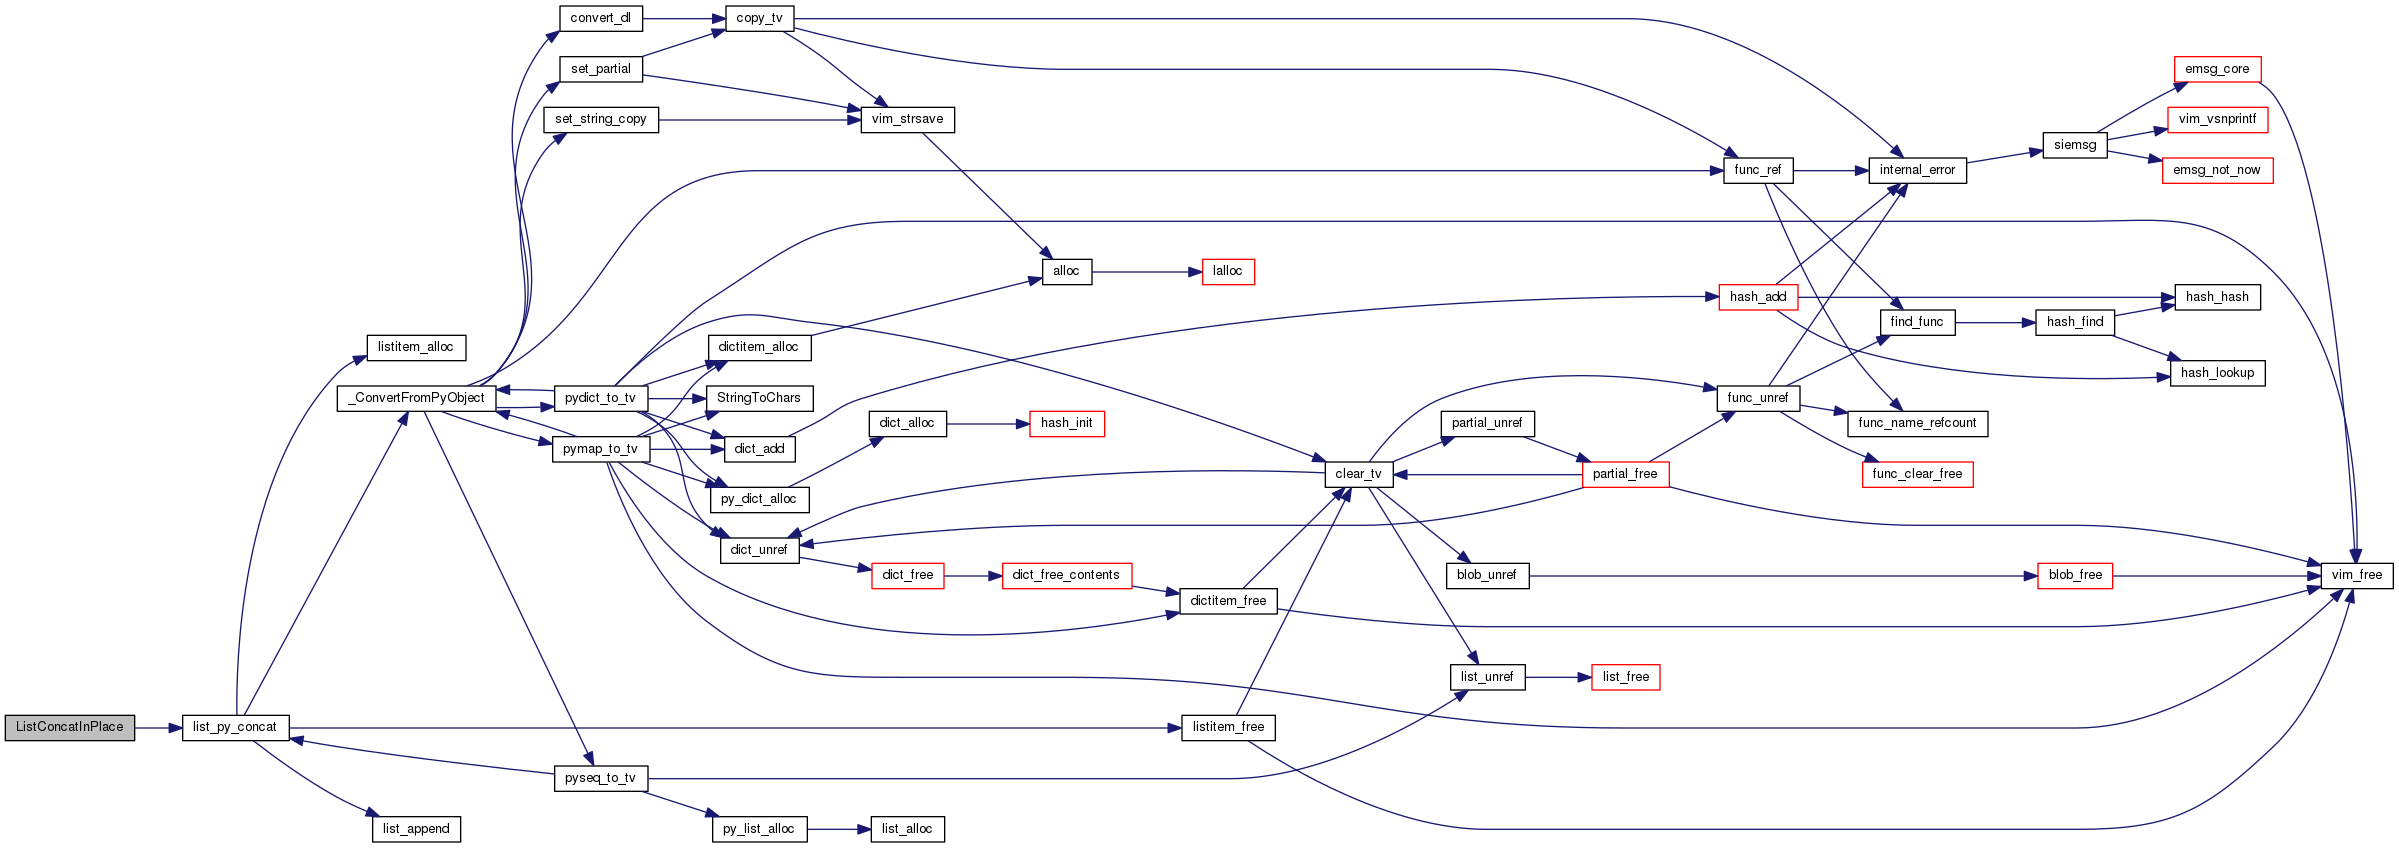 ListConcatInPlace
list_py_concat
listitem_alloc
_ConvertFromPyObject
list_append
convert_dl
set_partial
set_string_copy
pydict_to_tv
pymap_to_tv
pyseq_to_tv
copy_tv
vim_strsave
dictitem_alloc
StringToChars
dict_add
py_dict_alloc
dict_unref
py_list_alloc
dict_alloc
dict_free
list_alloc
alloc
hash_init
dict_free_contents
lalloc
dictitem_free
listitem_free
clear_tv
partial_unref
blob_unref
list_unref
partial_free
list_free
func_ref
hash_add
func_unref
internal_error
find_func
func_name_refcount
func_clear_free
siemsg
hash_find
blob_free
emsg_core
vim_vsnprintf
emsg_not_now
hash_hash
hash_lookup
vim_free